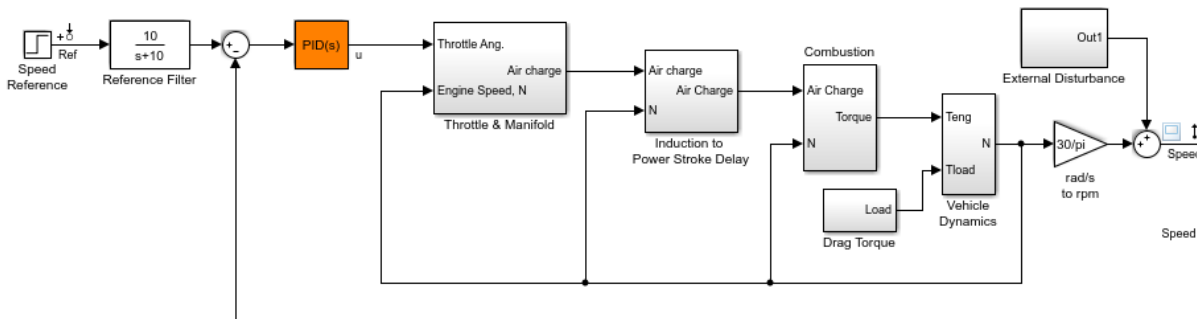 Ref
Speed
Reference
10
s+10
Reference Filter
+
-
PID(s)
u
Throttle Ang.
Air charge
Engine Speed, N
Throttle & Manifold
Air charge
Air Charge
N
Induction to
Power Stroke Delay
Combustion
Air Charge
Torque
N
Load
Drag Torque
Teng
N
Tload
Vehicle
Dynamics
30/pi
rad/s
to rpm
Out1
External Disturbance
+
+
Speed
Speed